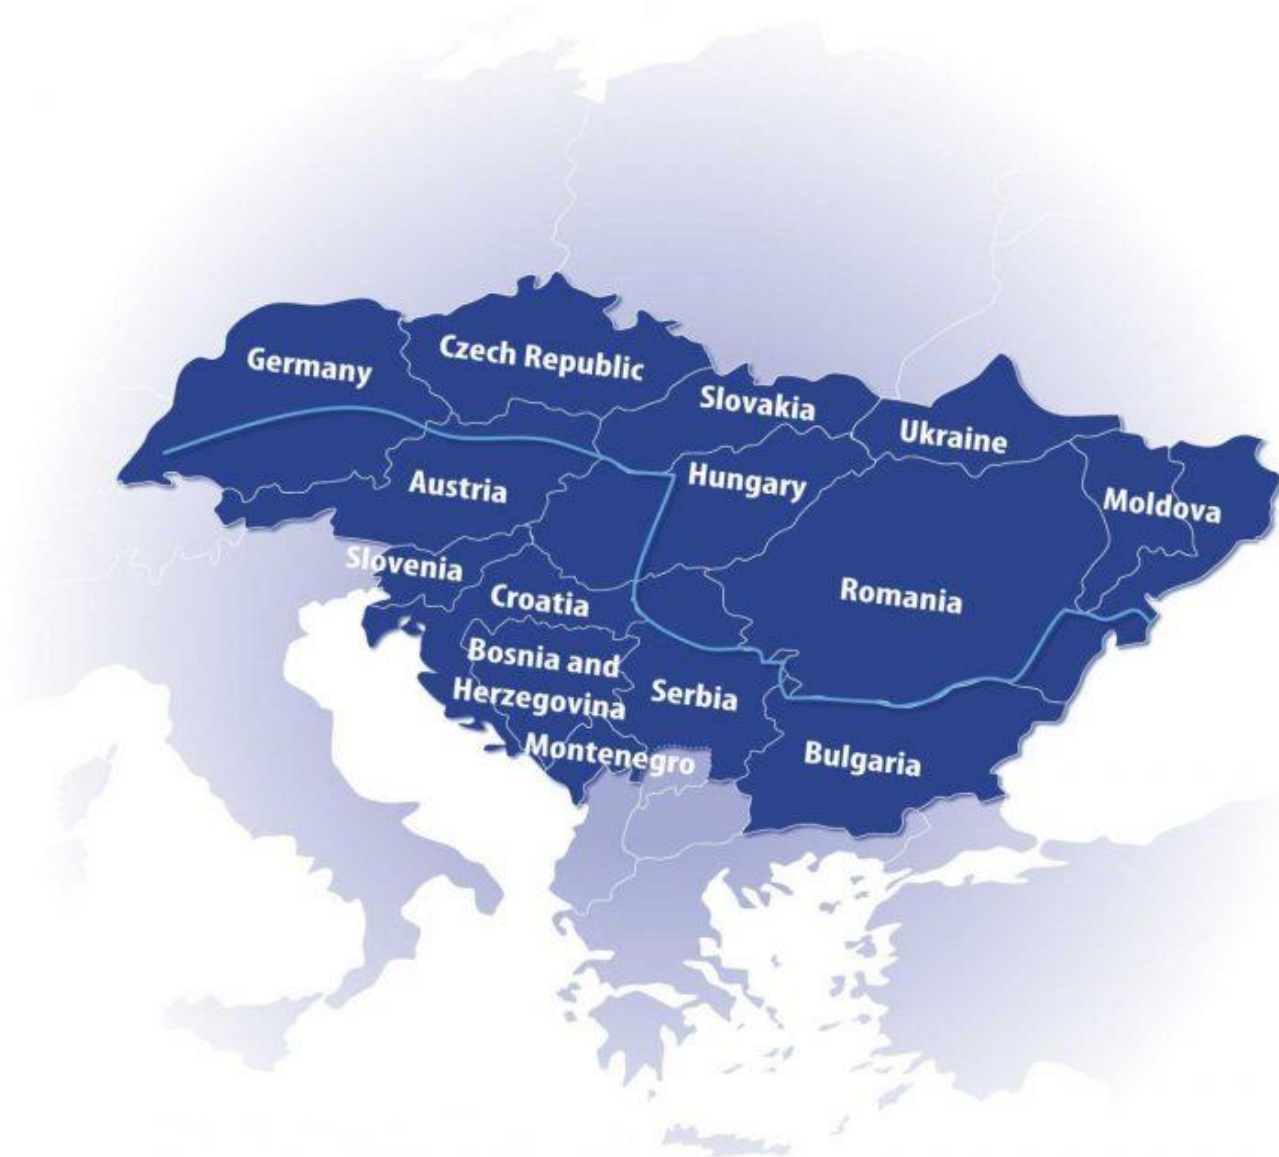 Germany
Czech Republic
Slovakia
Ukraine
Hungary
Austria
Moldova
Slovenia
Croatia
Romania
Bosnia and
Herzegovina
Serbia
Montenegro
Bulgaria